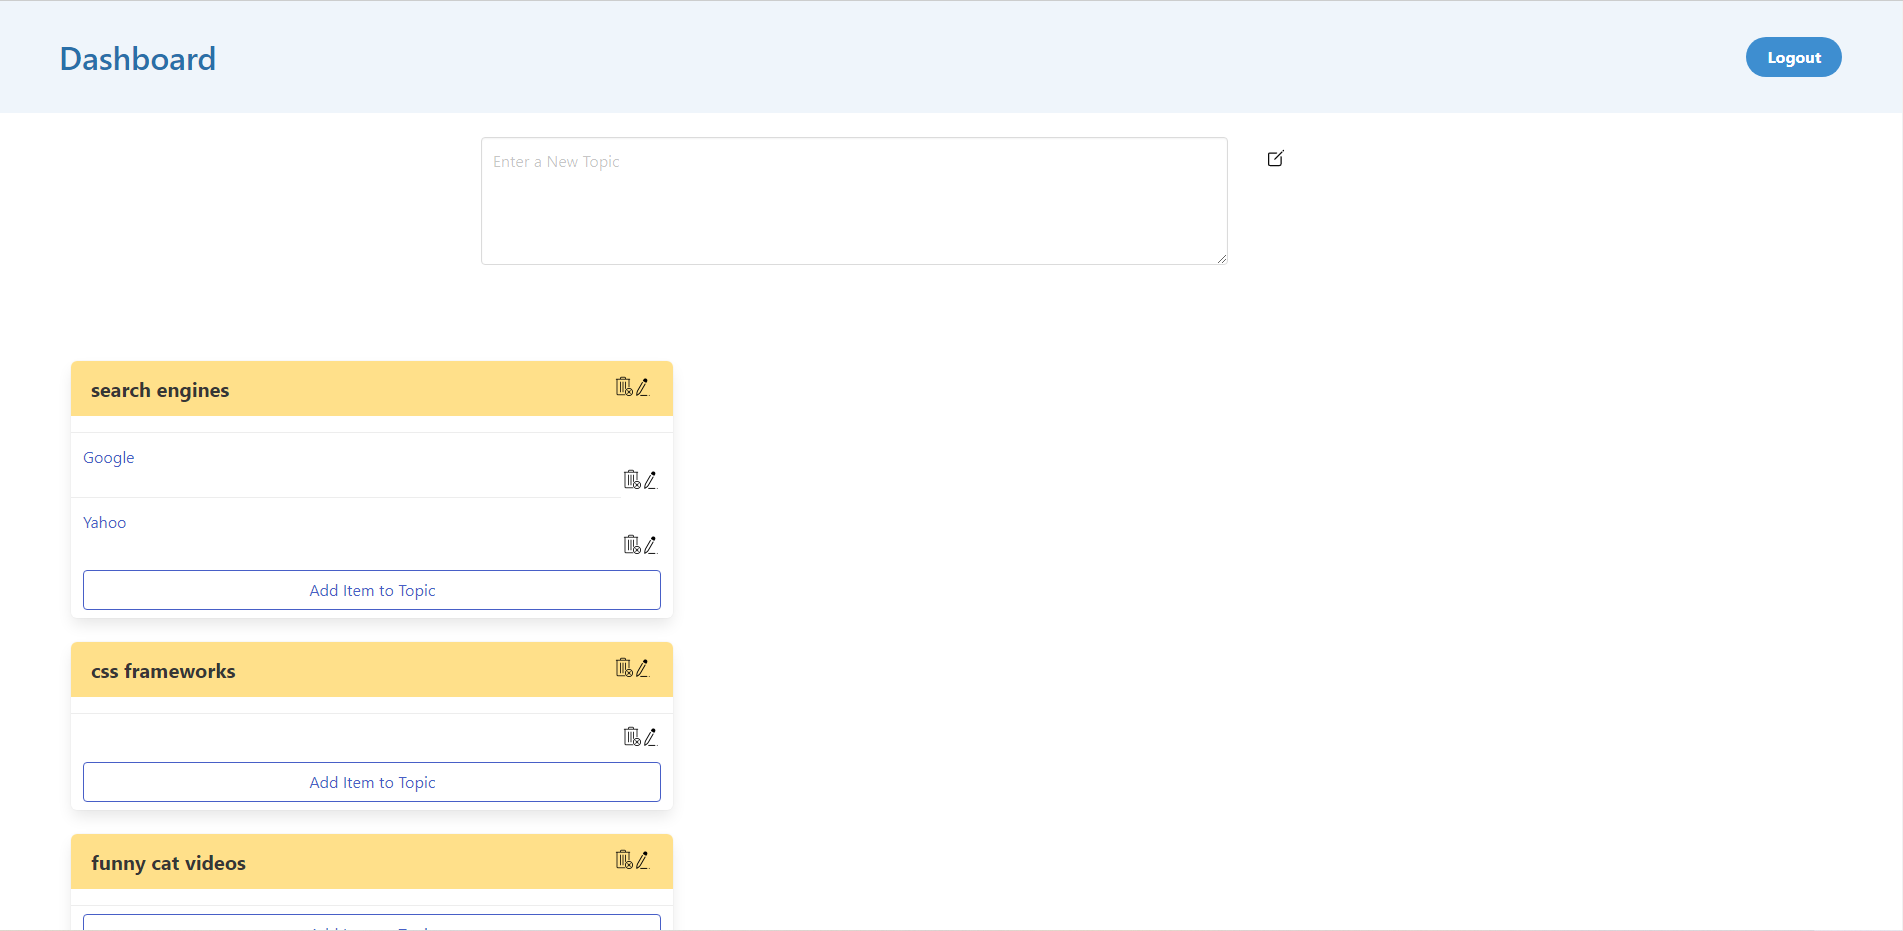 Dashboard
Logout
Enter a New Topic
search engines
Google
Yahoo
Add Item to Topic
css frameworks
Add Item to Topic
funny cat videos